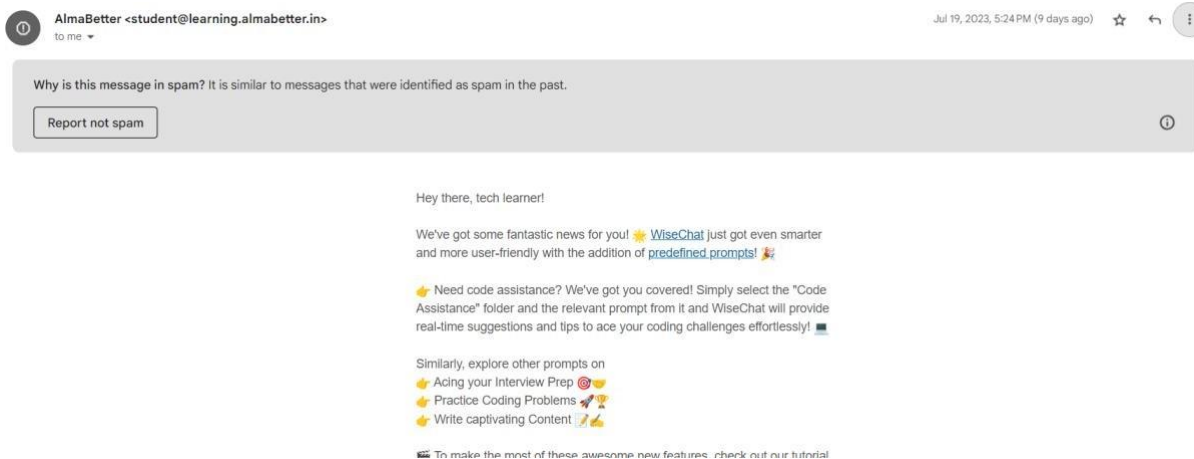 AlmaBetter <student@learning.almabetter.in>
Jul 19, 2023, 5:24 PM (9 days ago)
to me
Why is this message in spam? It is similar to messages that were identified as spam in the past.
Report not spam
Hey there, tech learner!
We've got some fantastic news for you! 🌟 WiseChat just got even smarter
and more user-friendly with the addition of predefined prompts! 🎉
👉 Need code assistance? We've got you covered! Simply select the "Code
Assistance" folder and the relevant prompt from it and WiseChat will provide
real-time suggestions and tips to ace your coding challenges effortlessly! 💻
Similarly, explore other prompts on
👉 Acing your Interview Prep 🎯🤝
👉 Practice Coding Problems 🚀🏆
👉 Write captivating Content 📝✍️
🎬 To make the most of these awesome new features, check out our tutorial